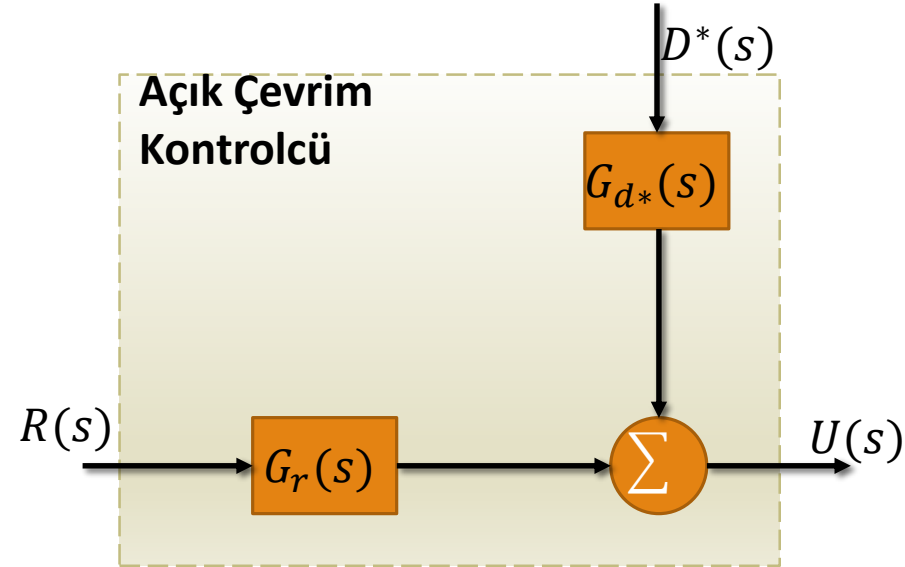 D*(s)
Açık Çevrim
Kontrolcü
G_{d*}(s)
R(s)
G_r(s)
∑
U(s)